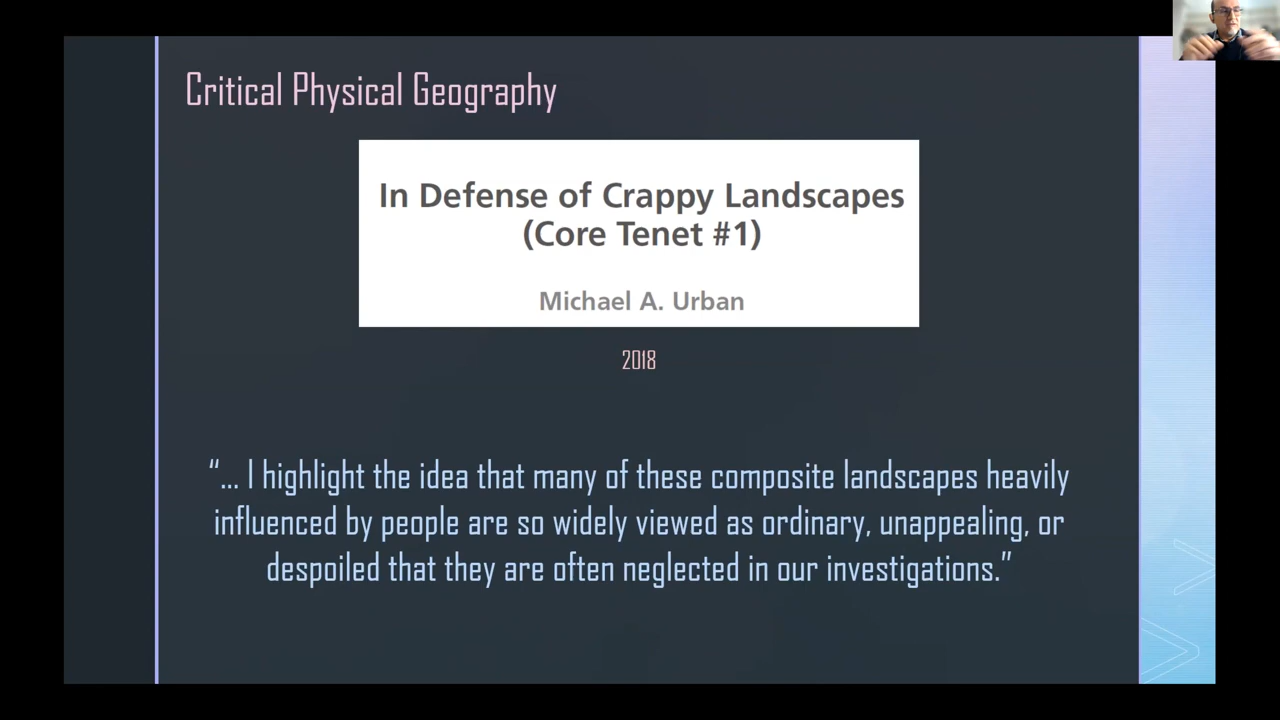 Critical Physical Geography
In Defense of Crappy Landscapes
(Core Tenet #1)
Michael A. Urban
2018
“... I highlight the idea that many of these composite landscapes heavily
influenced by people are so widely viewed as ordinary, unappealing, or
despoiled that they are often neglected in our investigations.”